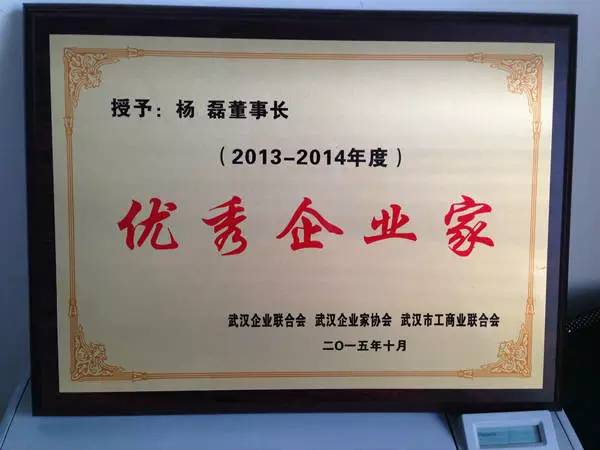 授予：杨 磊董事长
（2013-2014年度）
优秀企业家
武汉企业联合会 武汉企业家协会 武汉市工商业联合会
二〇一五年十月